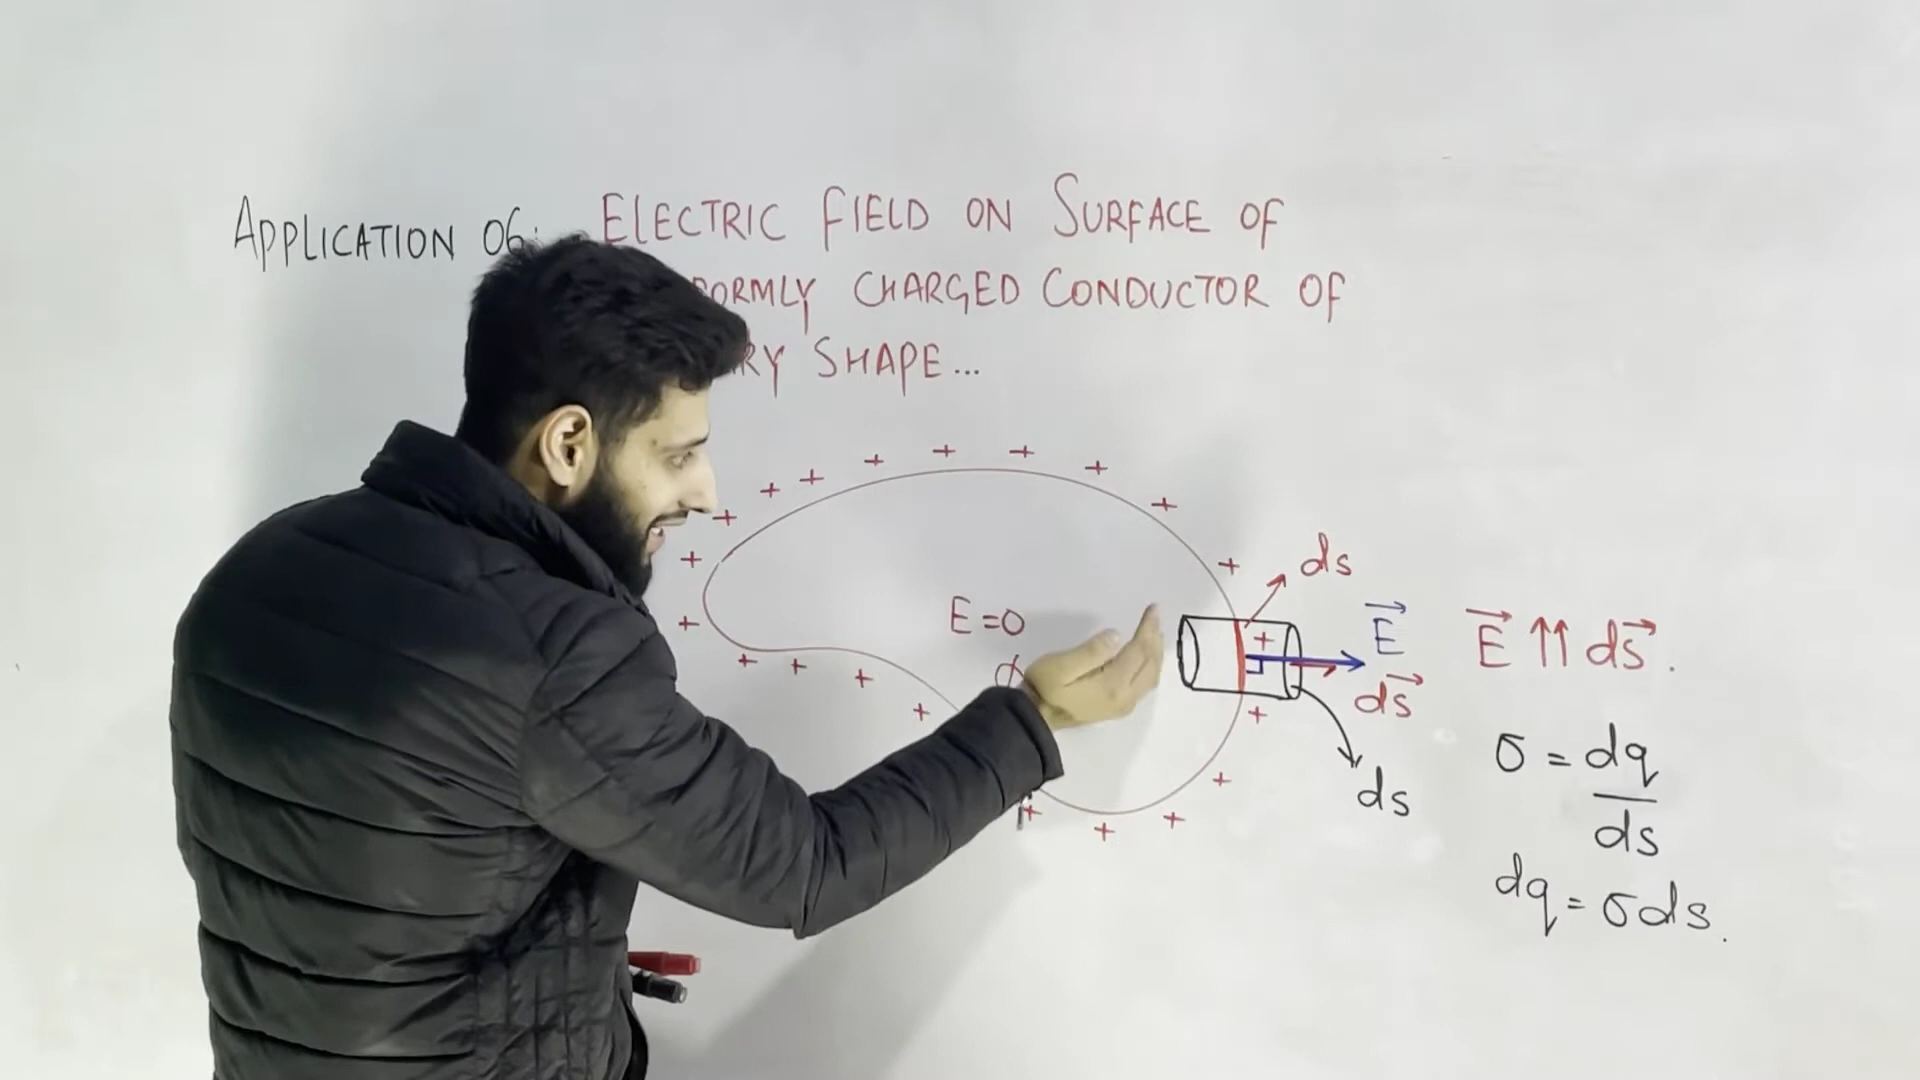 APPLICATION 06: ELECTRIC FIELD ON SURFACE OF
CHARGED CONDUCTOR OF
SHAPE...
+ + + + + + + + + + + + + + + + + + + + + +
ds
E=0
ϕ
E⃗
ds⃗
ds
E⃗ ↑↑ ds⃗.
σ = dq
ds
dq = σds.